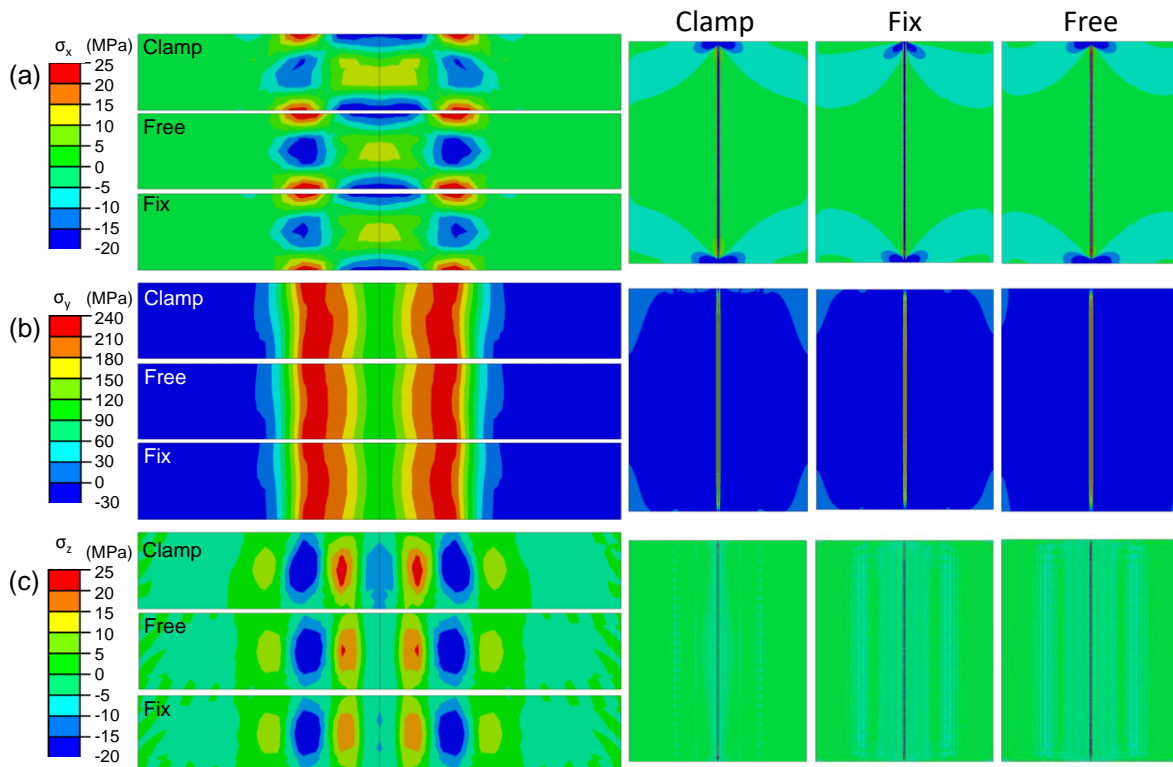 Clamp Fix Free
(a)
σx (MPa)
25
20
15
10
5
0
-5
-10
-15
-20
Clamp
Free
Fix
(b)
σy (MPa)
240
210
180
150
120
90
60
30
0
-30
Clamp
Free
Fix
(c)
σz (MPa)
25
20
15
10
5
0
-5
-10
-15
-20
Clamp
Free
Fix